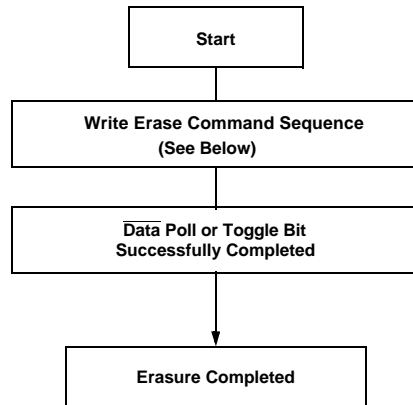 Start
Write Erase Command Sequence
(See Below)
Data Poll or Toggle Bit
Successfully Completed
Erasure Completed